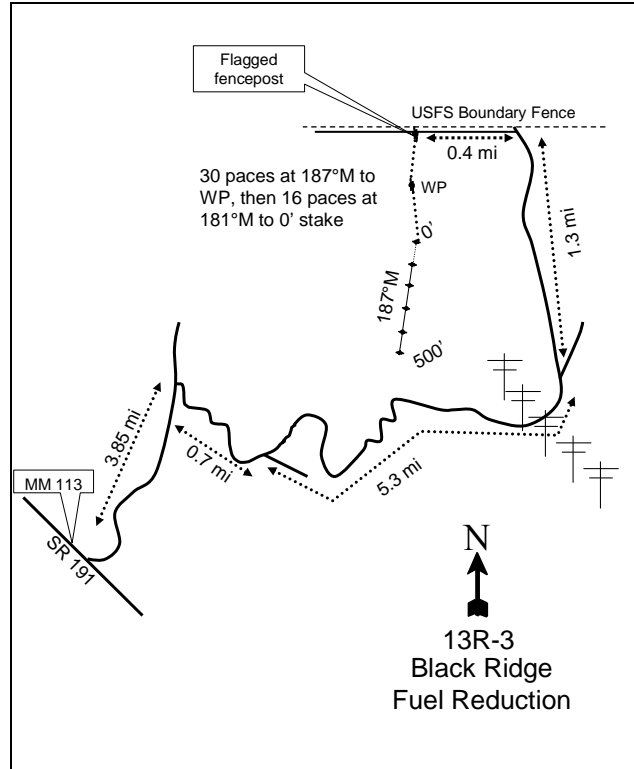 Flagged
fencepost
USFS Boundary Fence
0.4 mi
30 paces at 187°M to
WP, then 16 paces at
181°M to 0' stake
WP
0'
1.3 mi
187°M
500'
3.85 mi
0.7 mi
5.3 mi
MM 113
SR 191
N
13R-3
Black Ridge
Fuel Reduction